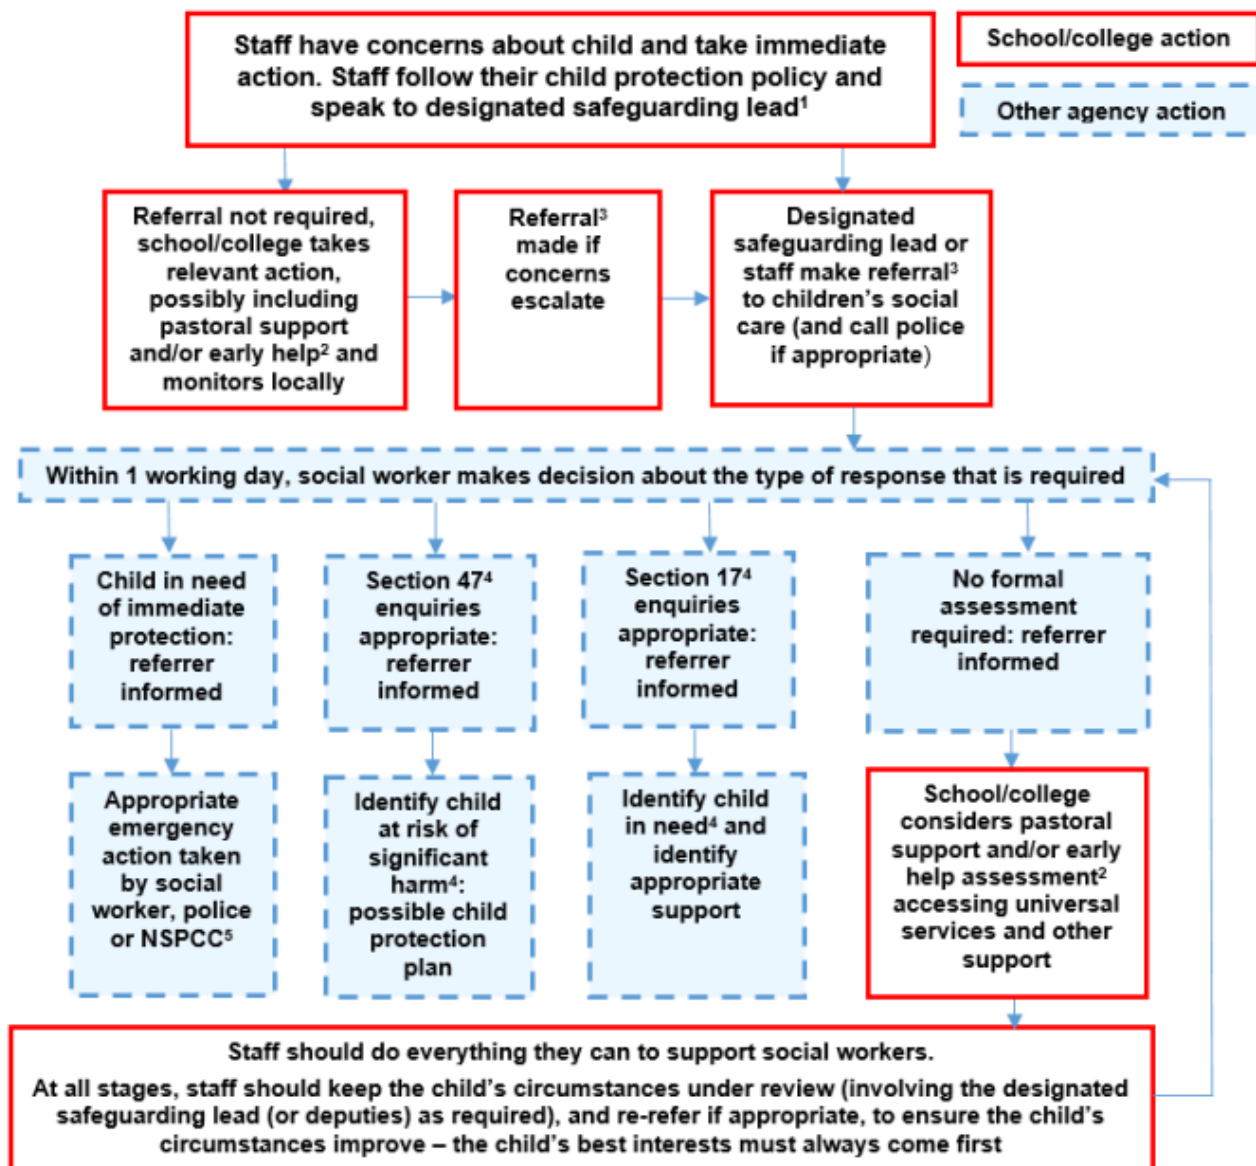 Staff have concerns about child and take immediate
action. Staff follow their child protection policy and
speak to designated safeguarding lead¹
School/college action
Other agency action
Referral not required,
school/college takes
relevant action,
possibly including
pastoral support
and/or early help² and
monitors locally
Referral³
made if
concerns
escalate
Designated
safeguarding lead or
staff make referral³
to children’s social
care (and call police
if appropriate)
Within 1 working day, social worker makes decision about the type of response that is required
Child in need
of immediate
protection:
referrer
informed
Section 47⁴
enquiries
appropriate:
referrer
informed
Section 17⁴
enquiries
appropriate:
referrer
informed
No formal
assessment
required: referrer
informed
Appropriate
emergency
action taken
by social
worker, police
or NSPCC⁵
Identify child
at risk of
significant
harm⁴:
possible child
protection
plan
Identify child
in need⁴ and
identify
appropriate
support
School/college
considers pastoral
support and/or early
help assessment²
accessing universal
services and other
support
Staff should do everything they can to support social workers.
At all stages, staff should keep the child’s circumstances under review (involving the designated
safeguarding lead (or deputies) as required), and re-refer if appropriate, to ensure the child’s
circumstances improve – the child’s best interests must always come first